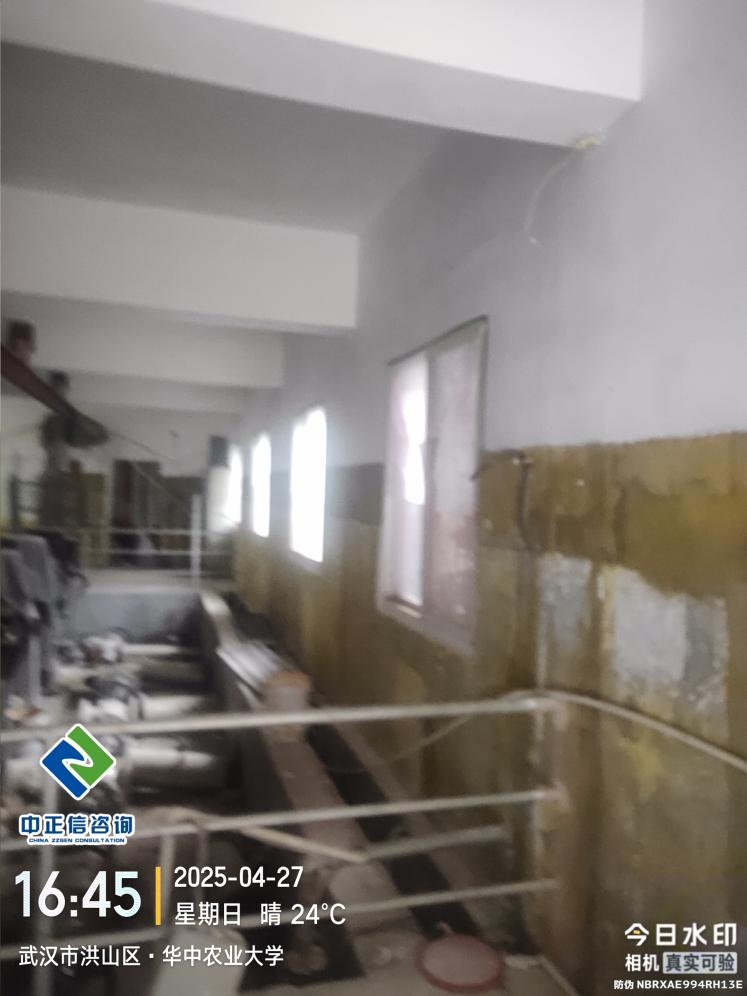 中正信咨询
CHINA ZZSEN CONSULTATION
16:45
2025-04-27
星期日 晴 24℃
武汉市洪山区·华中农业大学
今日水印
相机 真实可验
防伪 NBRXAE994RH13E